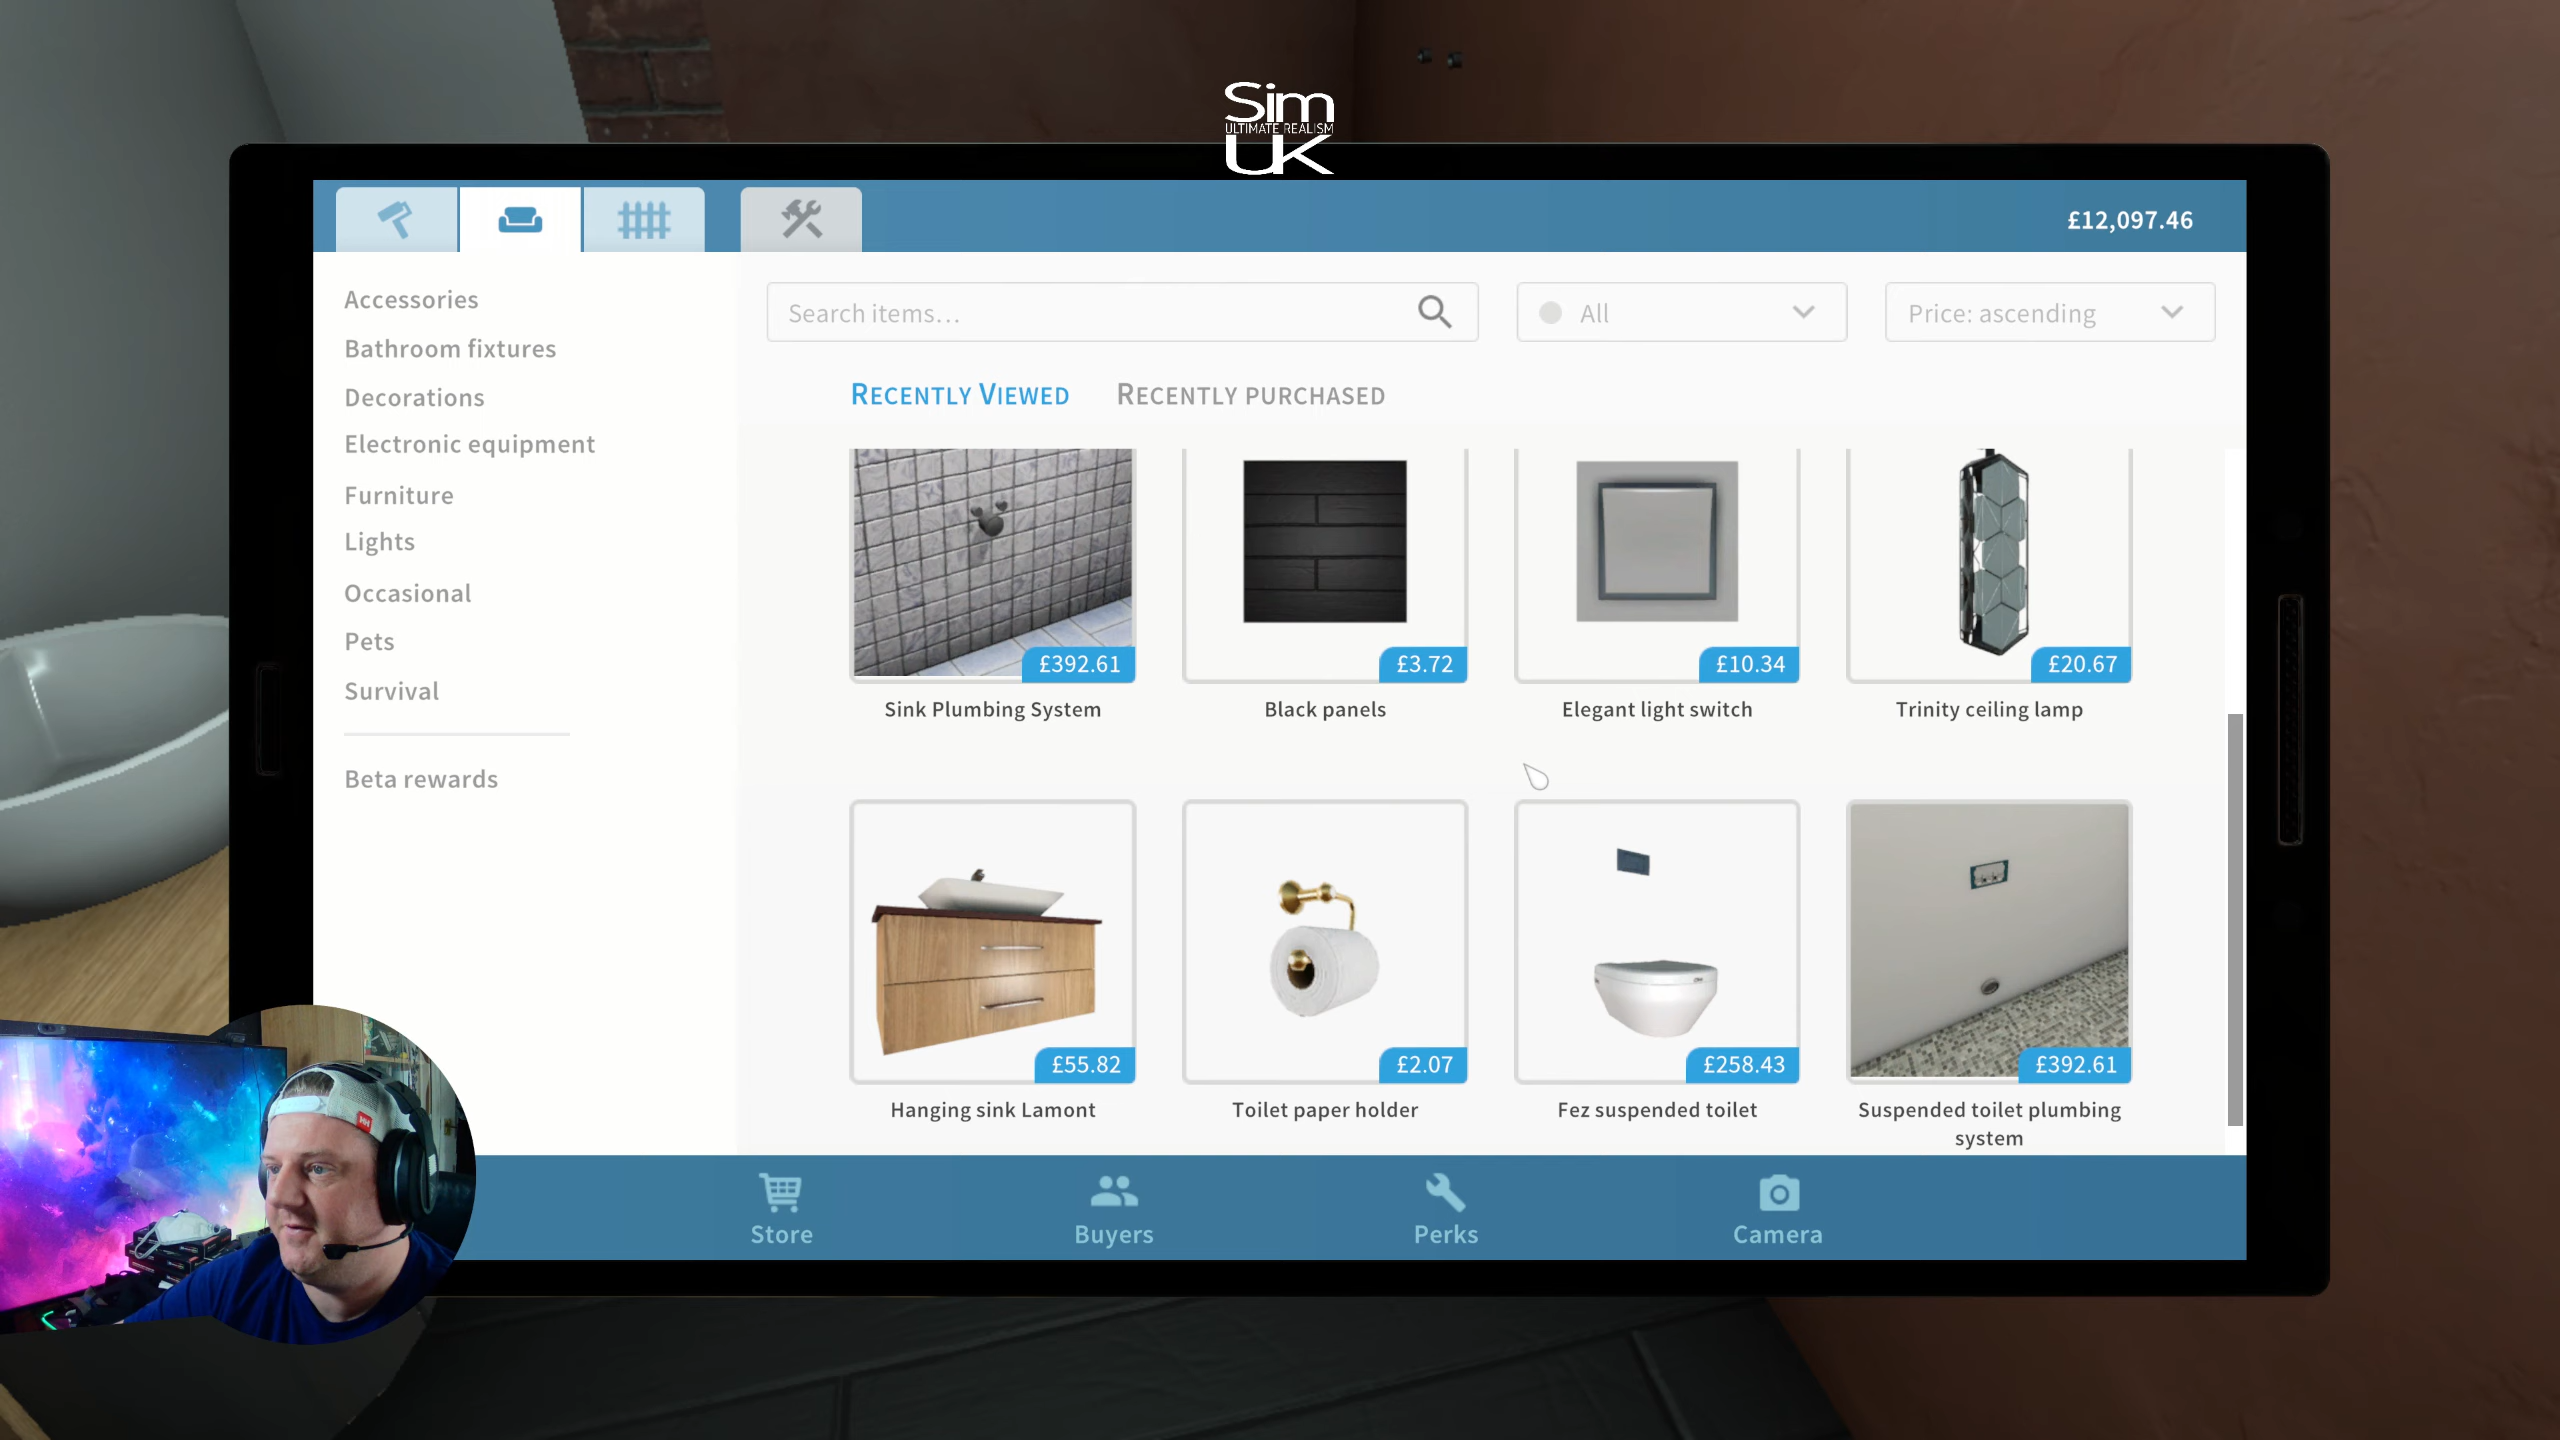 Sim
ULTIMATE REALISM
UK
£12,097.46
Search items...
All
Price: ascending
RECENTLY VIEWED
RECENTLY PURCHASED
Accessories
Bathroom fixtures
Decorations
Electronic equipment
Furniture
Lights
Occasional
Pets
Survival
Beta rewards
£392.61
£3.72
£10.34
£20.67
Sink Plumbing System
Black panels
Elegant light switch
Trinity ceiling lamp
£55.82
£2.07
£258.43
£392.61
Hanging sink Lamont
Toilet paper holder
Fez suspended toilet
Suspended toilet plumbing
system
Store
Buyers
Perks
Camera